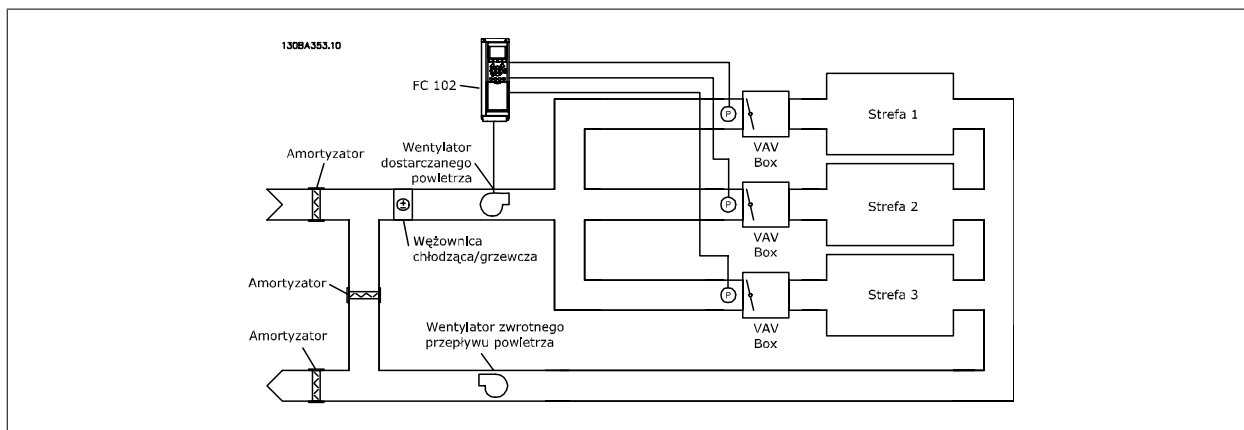 130BA353.10
FC 102
Amortyzator
Wentylator
dostarczanego
powietrza
P
VAV
Box
Strefa 1
P
VAV
Box
Strefa 2
Wężownica
chłodząca/grzewcza
Amortyzator
P
VAV
Box
Strefa 3
Amortyzator
Wentylator zwrotnego
przepływu powietrza